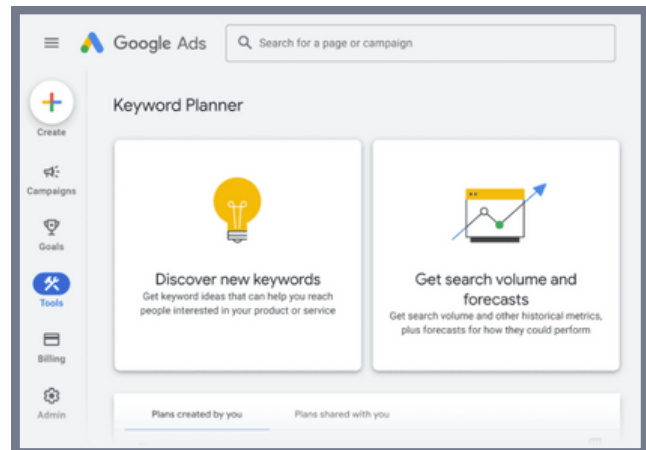 Google Ads
Search for a page or campaign
Create
Campaigns
Goals
Tools
Billing
Admin
Keyword Planner
Discover new keywords
Get keyword ideas that can help you reach
people interested in your product or service
Get search volume and
forecasts
Get search volume and other historical metrics,
plus forecasts for how they could perform
Plans created by you
Plans shared with you